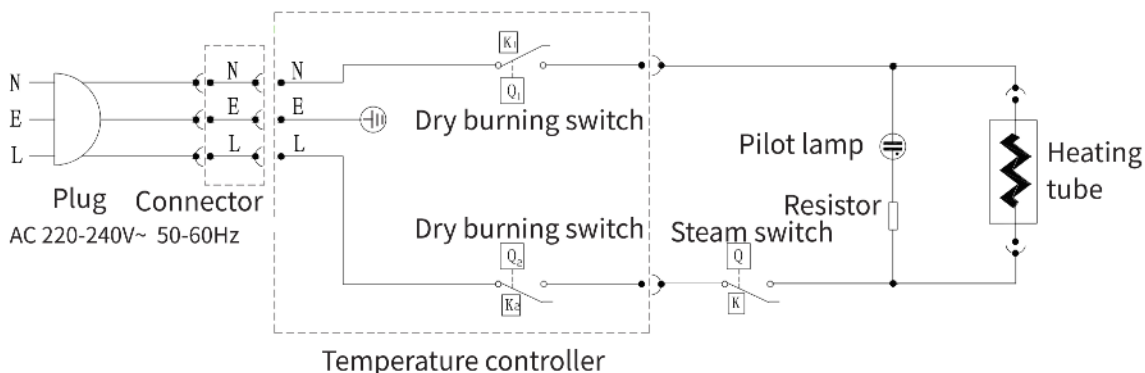 K1
N
N
N
Q1
E
E
E
Dry burning switch
L
L
L
Pilot lamp
Heating
tube
Plug
Connector
Resistor
AC 220-240V~ 50-60Hz
Dry burning switch
Steam switch
Q2
Q
K2
K
Temperature controller